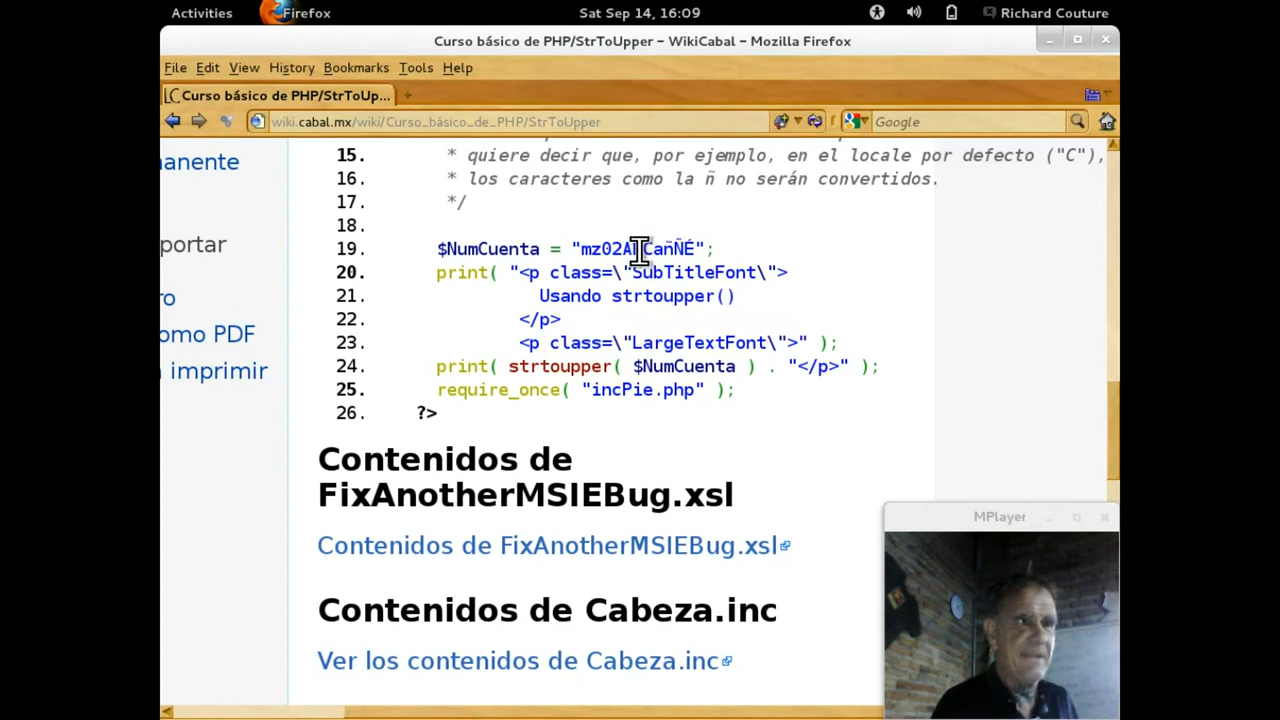 Activities Firefox Sat Sep 14, 16:09 Richard Couture
Curso básico de PHP/StrToUpper – WikiCabal – Mozilla Firefox
File Edit View History Bookmarks Tools Help
Curso básico de PHP/StrToUp...
wiki.cabal.mx/wiki/Curso_básico_de_PHP/StrToUpper Google
anente
portar
ro
omo PDF
imprimir
15. * quiere decir que, por ejemplo, en el locale por defecto ("C"),
16. * los caracteres como la ñ no serán convertidos.
17. */
18.
19. $NumCuenta =
20. print( "<p class=\"SubTitleFont\">
21. Usando strtoupper()
22. </p>
23. <p class=\"LargeTextFont\">" );
24. print( strtoupper( $NumCuenta ) . "</p>" );
25. require_once( "incPie.php" );
26. ?>
Contenidos de
FixAnotherMSIEBug.xsl
Contenidos de FixAnotherMSIEBug.xsl
Contenidos de Cabeza.inc
Ver los contenidos de Cabeza.inc
MPlayer